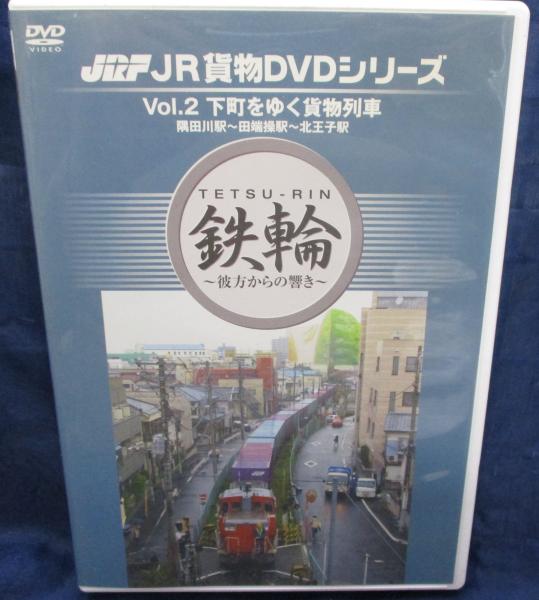 DVD
VIDEO
JRF JR貨物DVDシリーズ
Vol.2 下町をゆく貨物列車
隅田川駅〜田端操駅〜北王子駅
TETSU-RIN
鉄輪
〜彼方からの響き〜
JRF